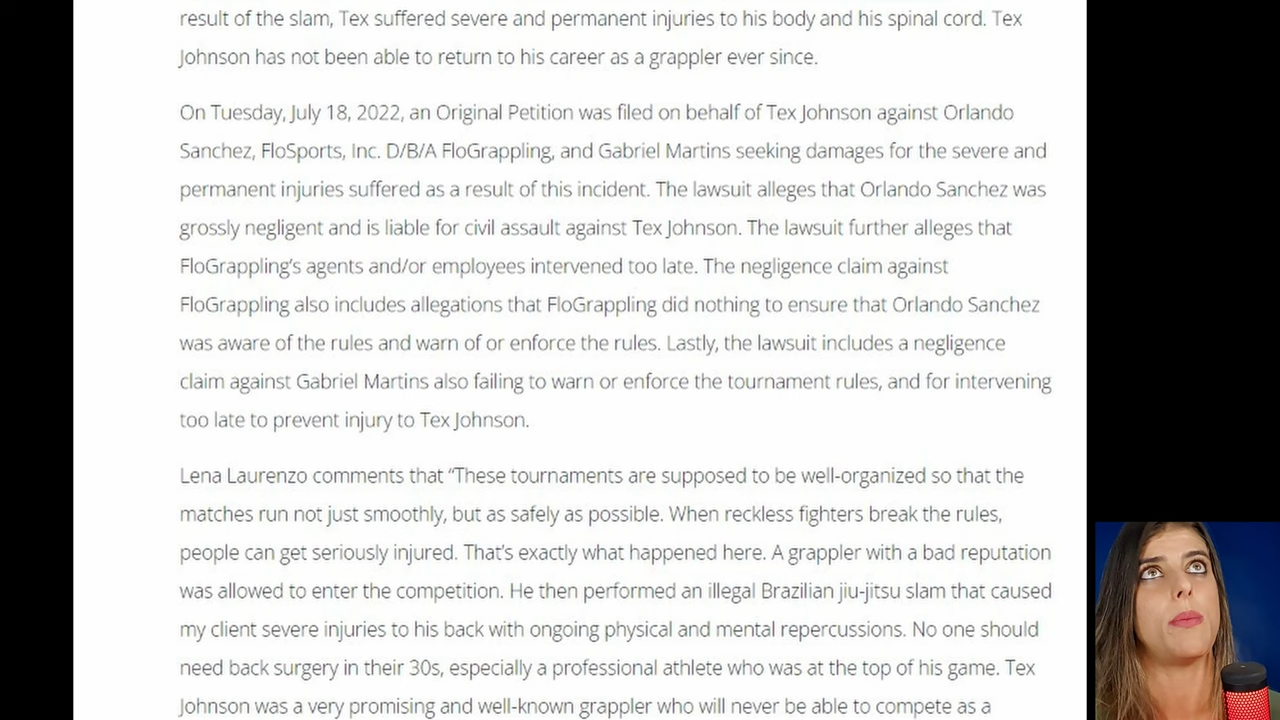 result of the slam, Tex suffered severe and permanent injuries to his body and his spinal cord. Tex
Johnson has not been able to return to his career as a grappler ever since.
On Tuesday, July 18, 2022, an Original Petition was filed on behalf of Tex Johnson against Orlando
Sanchez, FloSports, Inc. D/B/A FloGrappling, and Gabriel Martins seeking damages for the severe and
permanent injuries suffered as a result of this incident. The lawsuit alleges that Orlando Sanchez was
grossly negligent and is liable for civil assault against Tex Johnson. The lawsuit further alleges that
FloGrappling's agents and/or employees intervened too late. The negligence claim against
FloGrappling also includes allegations that FloGrappling did nothing to ensure that Orlando Sanchez
was aware of the rules and warn of or enforce the rules. Lastly, the lawsuit includes a negligence
claim against Gabriel Martins also failing to warn or enforce the tournament rules, and for intervening
too late to prevent injury to Tex Johnson.
Lena Laurenzo comments that “These tournaments are supposed to be well-organized so that the
matches run not just smoothly, but as safely as possible. When reckless fighters break the rules,
people can get seriously injured. That's exactly what happened here. A grappler with a bad reputation
was allowed to enter the competition. He then performed an illegal Brazilian jiu-jitsu slam that caused
my client severe injuries to his back with ongoing physical and mental repercussions. No one should
need back surgery in their 30s, especially a professional athlete who was at the top of his game. Tex
Johnson was a very promising and well-known grappler who will never be able to compete as a